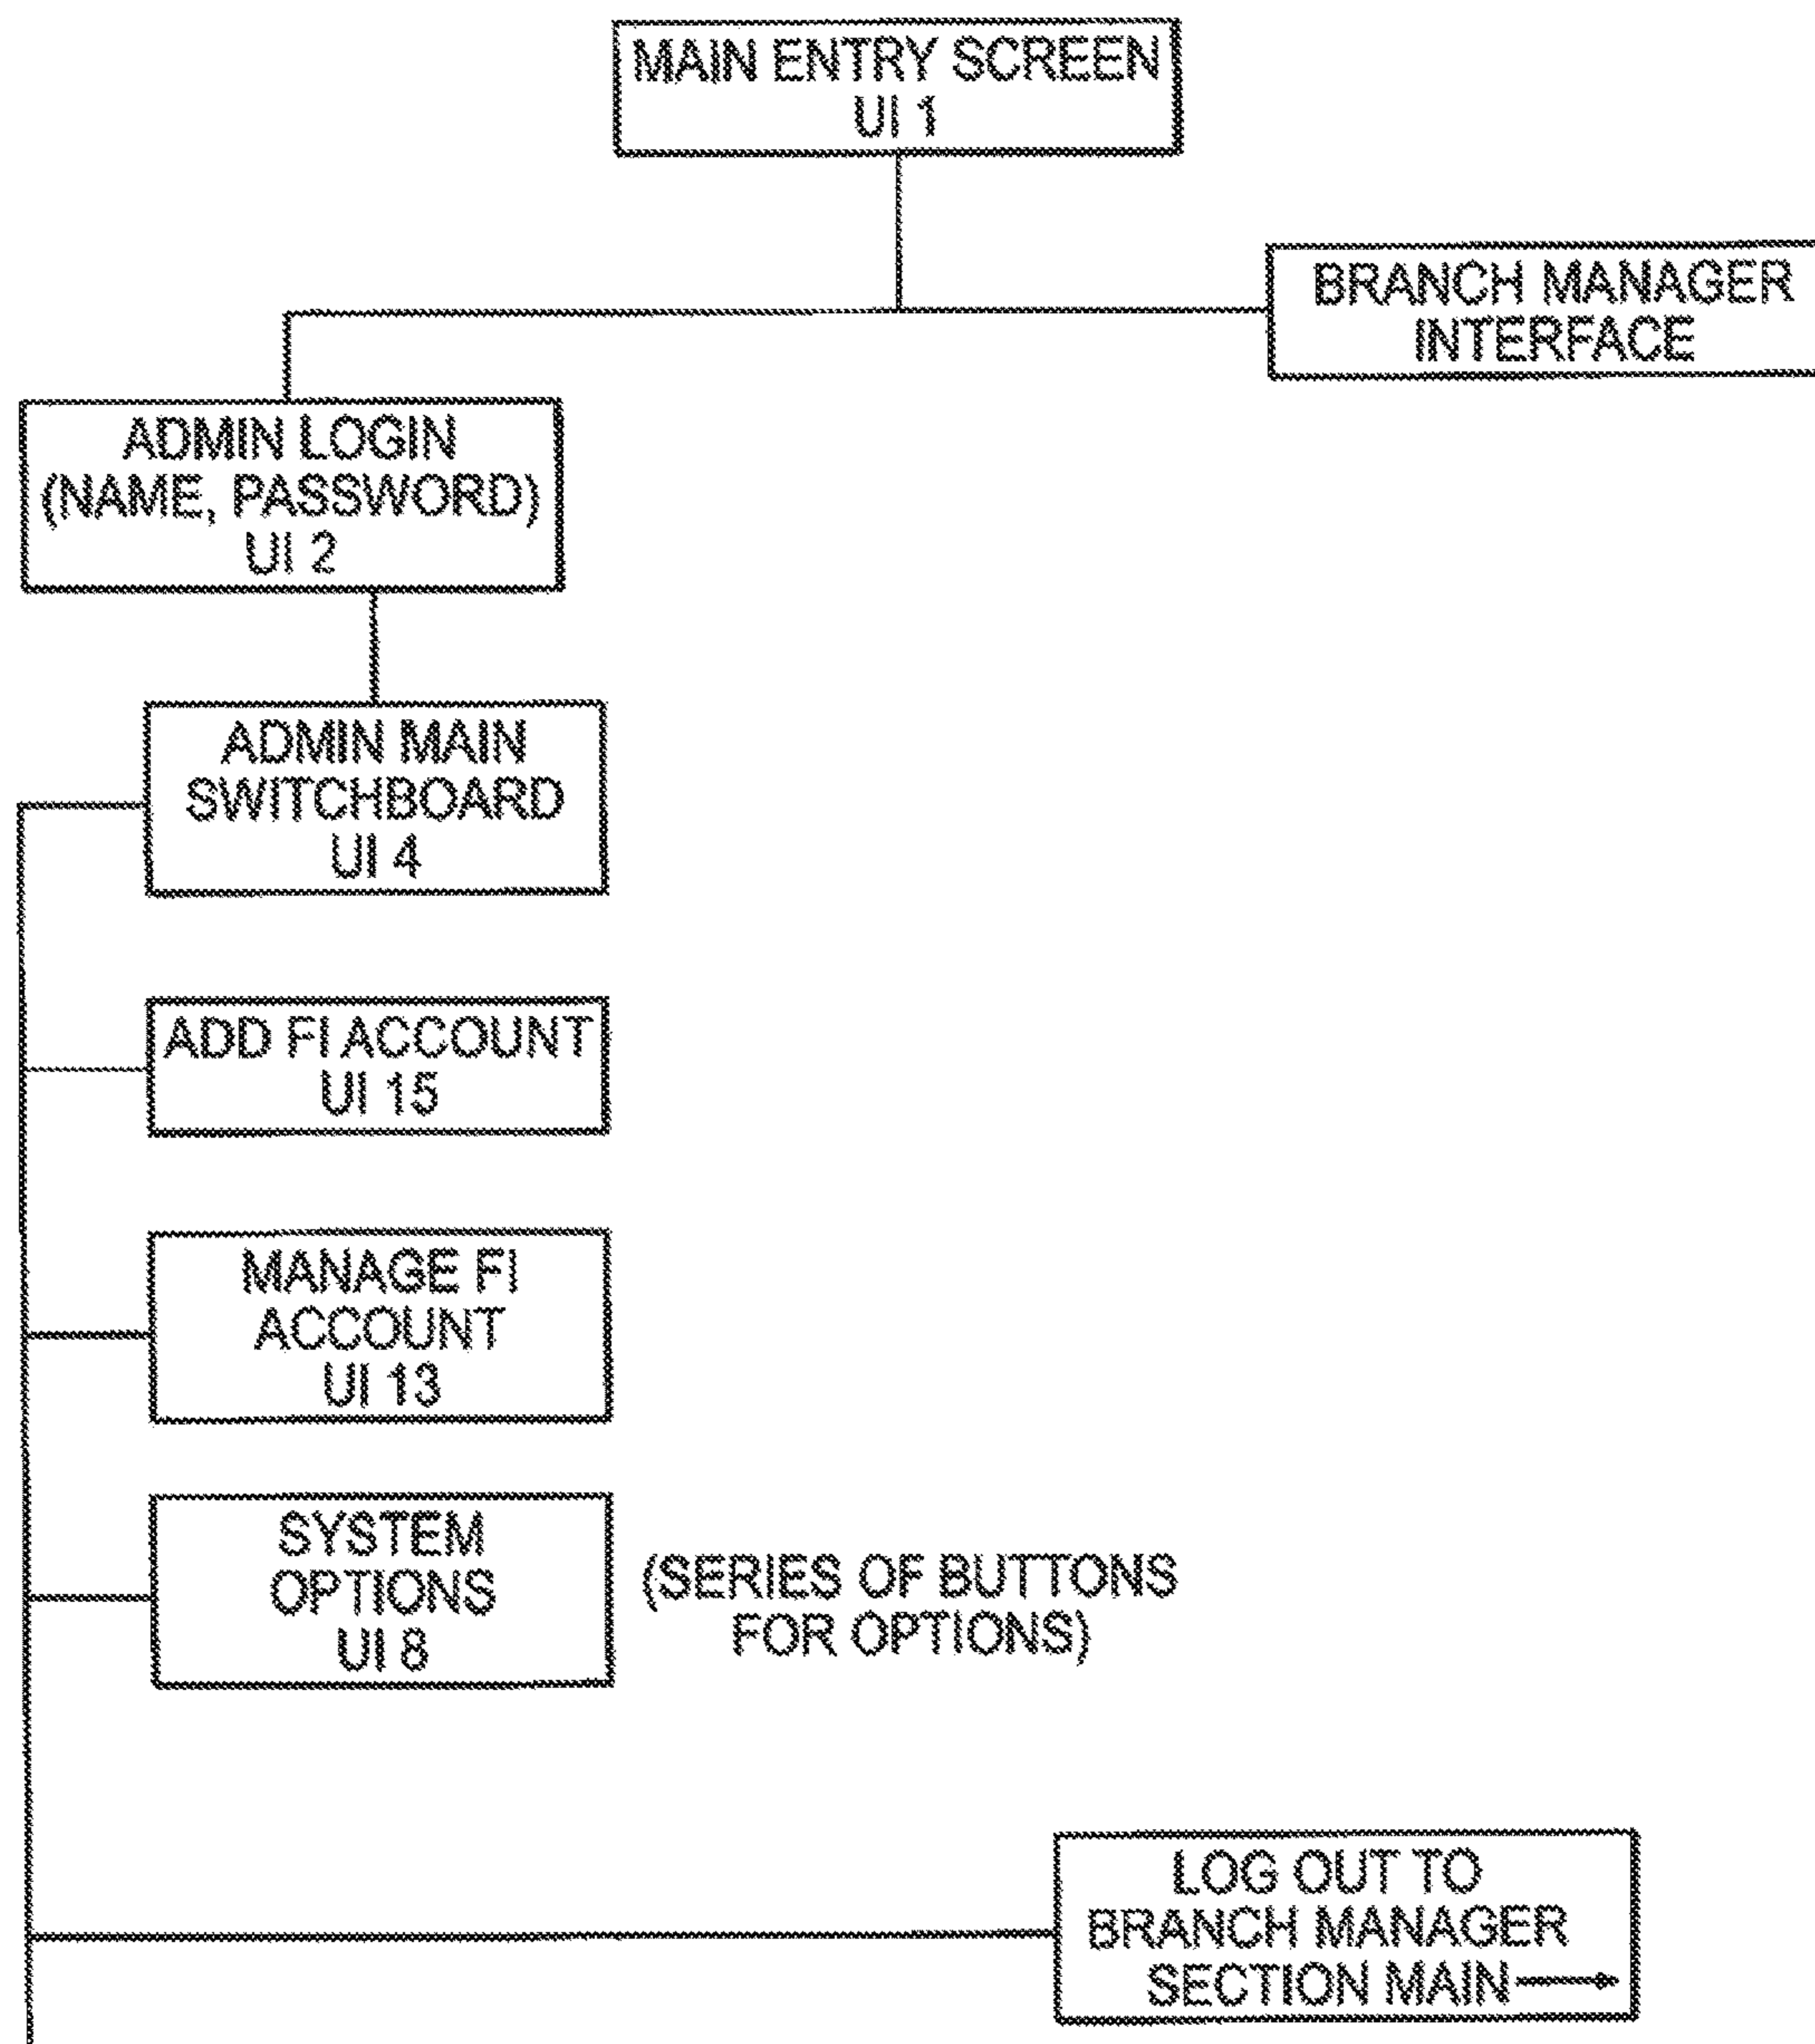 MAIN ENTRY SCREEN
UI 1
BRANCH MANAGER
INTERFACE
ADMIN LOGIN
(NAME, PASSWORD)
UI 2
ADMIN MAIN
SWITCHBOARD
UI 4
ADD FI ACCOUNT
UI 15
MANAGE FI
ACCOUNT
UI 13
SYSTEM
OPTIONS
UI 8
(SERIES OF BUTTONS
FOR OPTIONS)
LOG OUT TO
BRANCH MANAGER
SECTION MAIN